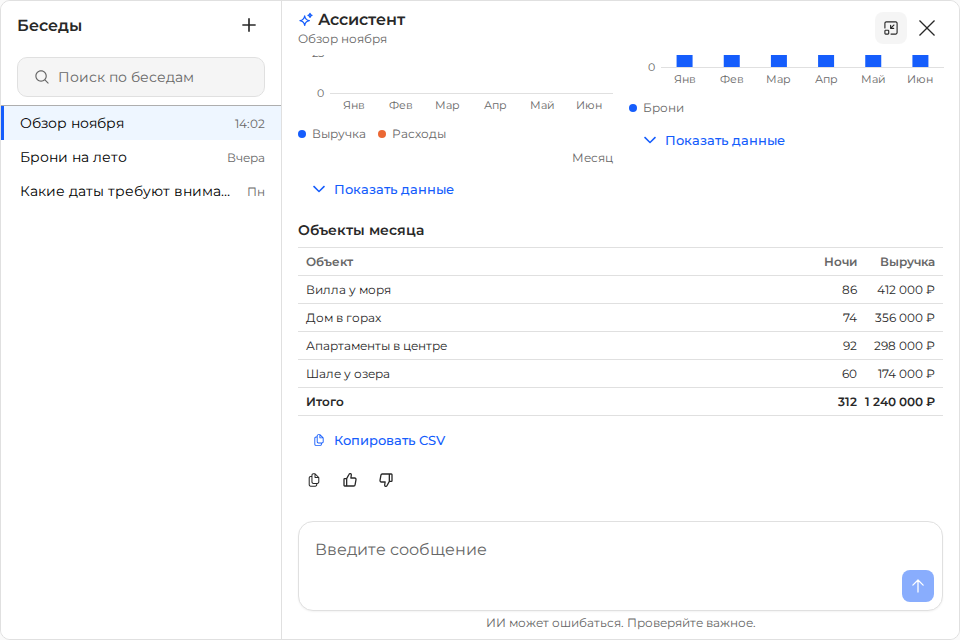 Беседы
Поиск по беседам
Обзор ноября 14:02
Брони на лето Вчера
Какие даты требуют внима... Пн
Ассистент
Обзор ноября
0
Янв Фев Мар Апр Май Июн
Выручка Расходы
Месяц
Показать данные
0
Янв Фев Мар Апр Май Июн
Брони
Показать данные
Объекты месяца
Объект Ночи Выручка
Вилла у моря 86 412 000 ₽
Дом в горах 74 356 000 ₽
Апартаменты в центре 92 298 000 ₽
Шале у озера 60 174 000 ₽
Итого 312 1 240 000 ₽
Копировать CSV
Введите сообщение
ИИ может ошибаться. Проверяйте важное.